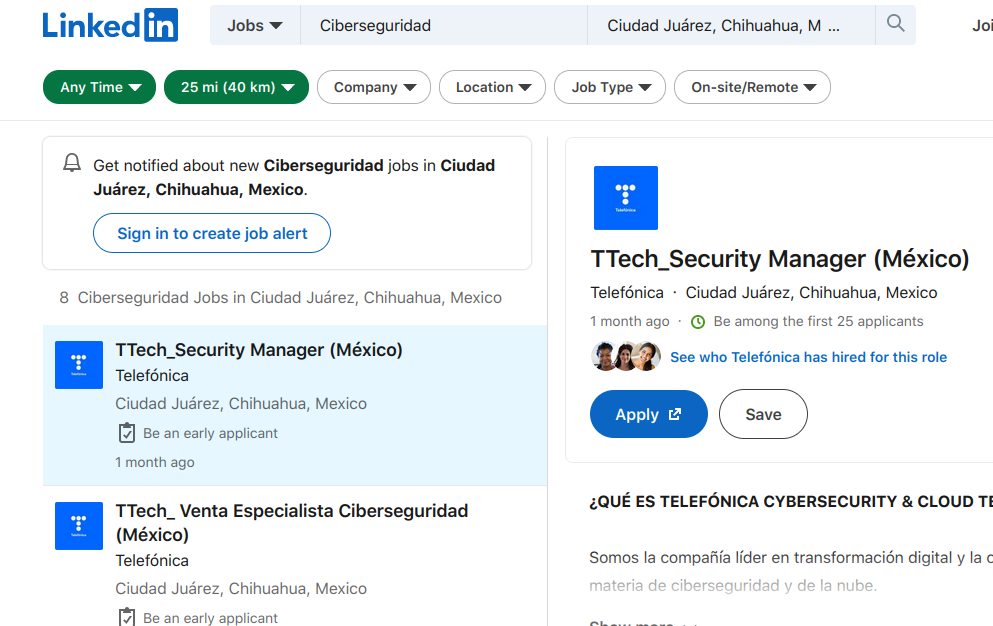 LinkedIn
Jobs
Ciberseguridad
Ciudad Juárez, Chihuahua, M ...
Any Time
25 mi (40 km)
Company
Location
Job Type
On-site/Remote
Get notified about new Ciberseguridad jobs in Ciudad
Juárez, Chihuahua, Mexico.
Sign in to create job alert
8 Ciberseguridad Jobs in Ciudad Juárez, Chihuahua, Mexico
TTech_Security Manager (México)
Telefónica
Ciudad Juárez, Chihuahua, Mexico
Be an early applicant
1 month ago
TTech_ Venta Especialista Ciberseguridad
(México)
Telefónica
Ciudad Juárez, Chihuahua, Mexico
Be an early applicant
Telefónica
TTech_Security Manager (México)
Telefónica · Ciudad Juárez, Chihuahua, Mexico
1 month ago · Be among the first 25 applicants
See who Telefónica has hired for this role
Apply
Save
¿QUÉ ES TELEFÓNICA CYBERSECURITY & CLOUD
Somos la compañía líder en transformación digital y la
materia de ciberseguridad y de la nube.
Show more